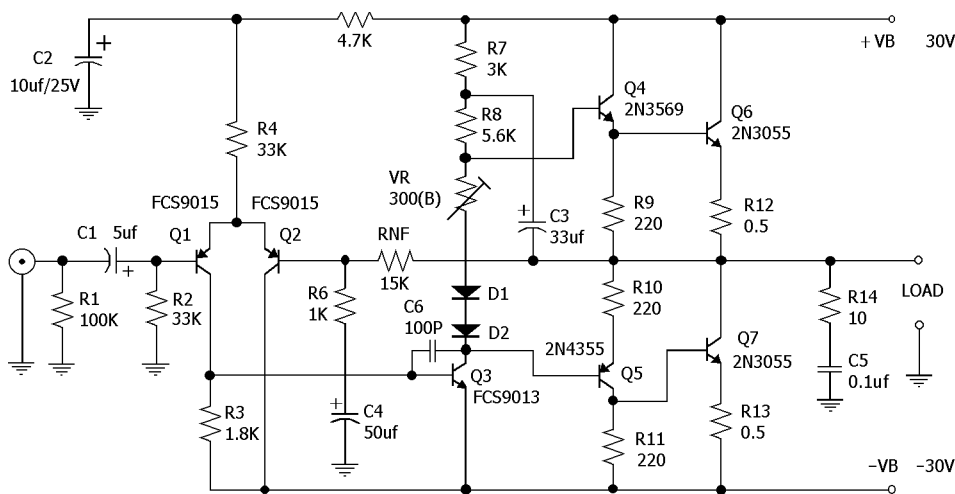 C2
10uf/25V
+
4.7K
R7
3K
+VB 30V
Q4
2N3569
Q6
2N3055
R8
5.6K
R4
33K
VR
300(B)
FCS9015
FCS9015
C1
5uf
+
Q1
Q2
RNF
15K
+
C3
33uf
R9
220
R12
0.5
R1
100K
R2
33K
R6
1K
D1
D2
C6
100P
R10
220
R14
10
LOAD
2N4355
Q5
Q7
2N3055
Q3
FCS9013
C5
0.1uf
R3
1.8K
+
C4
50uf
R11
220
R13
0.5
-VB -30V